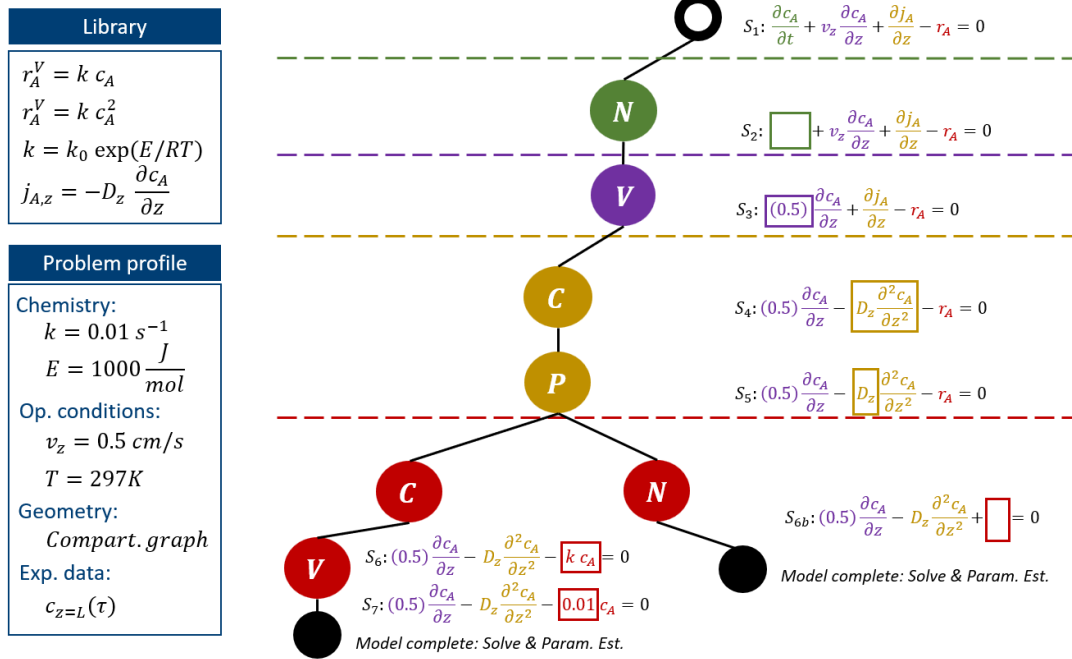 Library
r_A^V = k c_A
r_A^V = k c_A^2
k = k_0 exp(E/RT)
j_{A,z} = −D_z ∂c_A/∂z
Problem profile
Chemistry:
k = 0.01 s^{−1}
E = 1000 J/mol
Op. conditions:
v_z = 0.5 cm/s
T = 297K
Geometry:
Compart. graph
Exp. data:
c_{z=L}(τ)
S_1: ∂c_A/∂t + v_z ∂c_A/∂z + ∂j_A/∂z − r_A = 0
N
S_2: + v_z ∂c_A/∂z + ∂j_A/∂z − r_A = 0
V
S_3: (0.5) ∂c_A/∂z + ∂j_A/∂z − r_A = 0
C
S_4: (0.5) ∂c_A/∂z − D_z ∂^2c_A/∂z^2 − r_A = 0
P
S_5: (0.5) ∂c_A/∂z − D_z ∂^2c_A/∂z^2 − r_A = 0
C
N
S_{6b}: (0.5) ∂c_A/∂z − D_z ∂^2c_A/∂z^2 + = 0
Model complete: Solve & Param. Est.
V
S_6: (0.5) ∂c_A/∂z − D_z ∂^2c_A/∂z^2 − k c_A = 0
S_7: (0.5) ∂c_A/∂z − D_z ∂^2c_A/∂z^2 − 0.01 c_A = 0
Model complete: Solve & Param. Est.